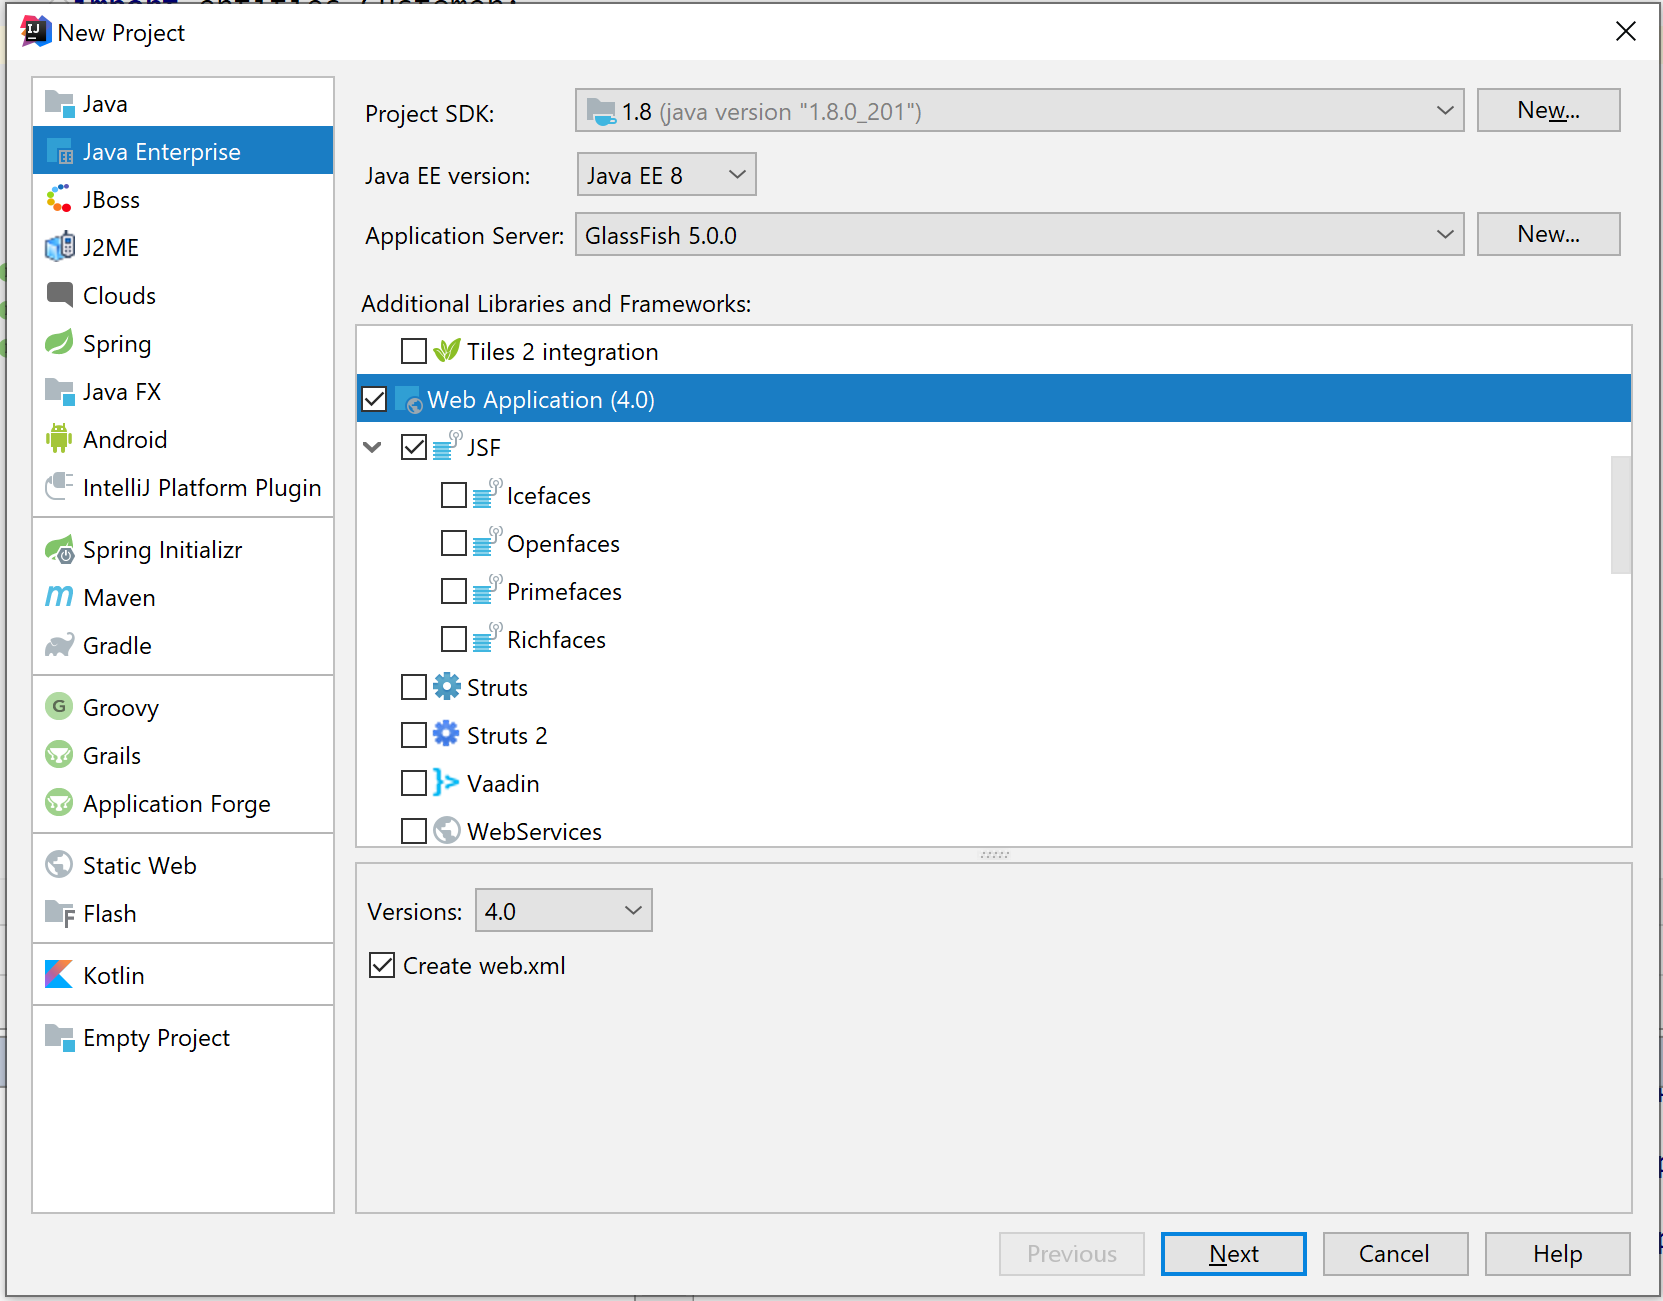 New Project
Java
Java Enterprise
JBoss
J2ME
Clouds
Spring
Java FX
Android
IntelliJ Platform Plugin
Spring Initializr
Maven
Gradle
Groovy
Grails
Application Forge
Static Web
Flash
Kotlin
Empty Project
Project SDK: 1.8 (java version "1.8.0_201") New...
Java EE version: Java EE 8
Application Server: GlassFish 5.0.0 New...
Additional Libraries and Frameworks:
Tiles 2 integration
Web Application (4.0)
JSF
Icefaces
Openfaces
Primefaces
Richfaces
Struts
Struts 2
Vaadin
WebServices
Versions: 4.0
Create web.xml
Previous Next Cancel Help